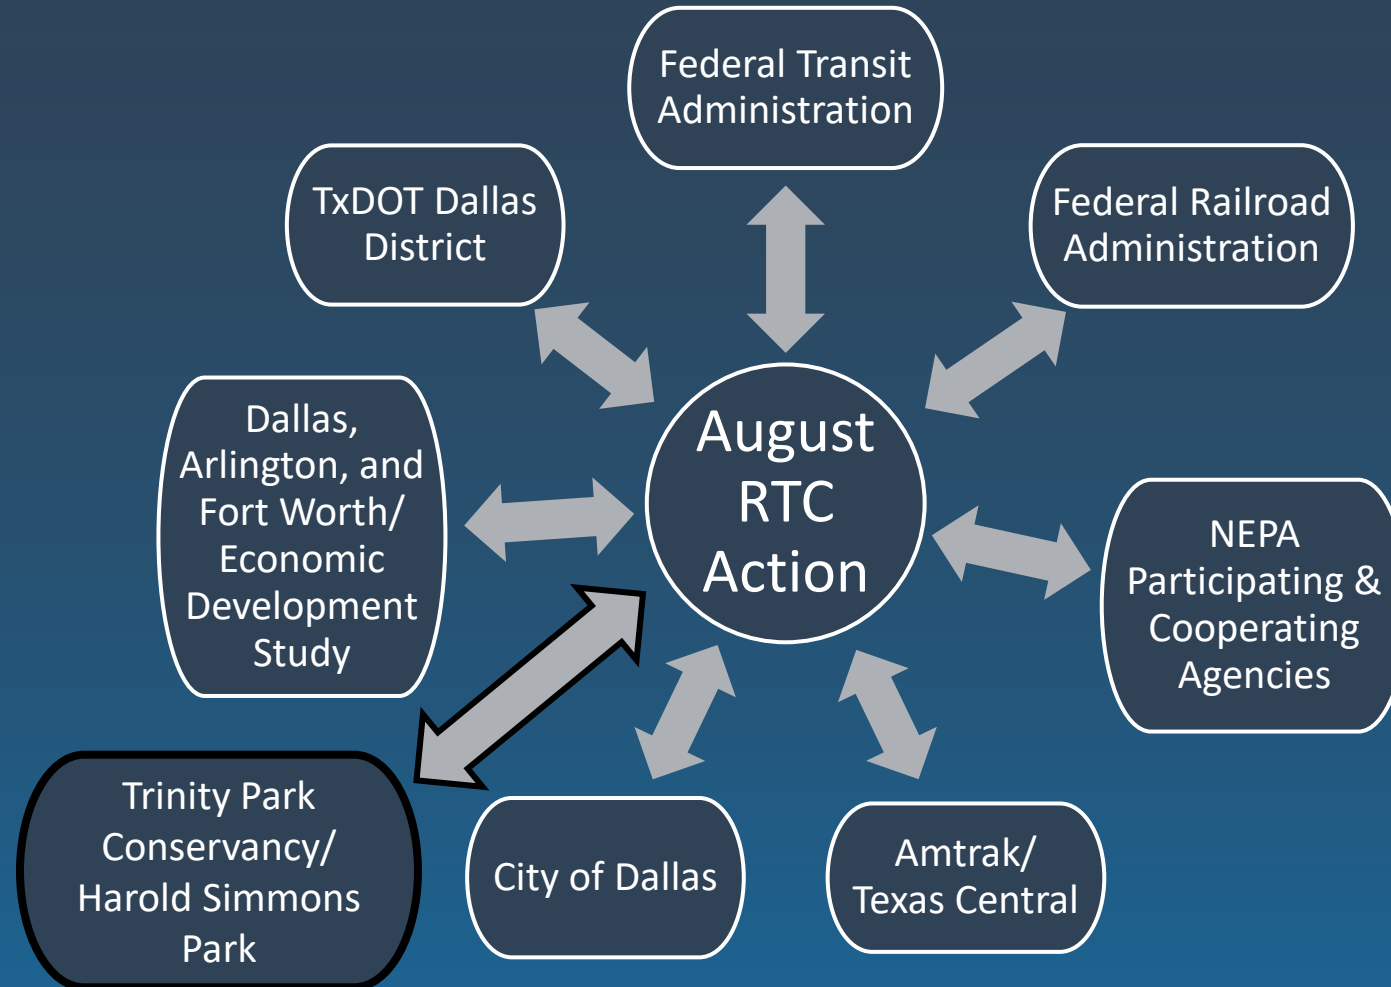 Federal Transit
Administration
TxDOT Dallas
District
Federal Railroad
Administration
Dallas,
Arlington, and
Fort Worth/
Economic
Development
Study
August
RTC
Action
NEPA
Participating &
Cooperating
Agencies
Trinity Park
Conservancy/
Harold Simmons
Park
City of Dallas
Amtrak/
Texas Central